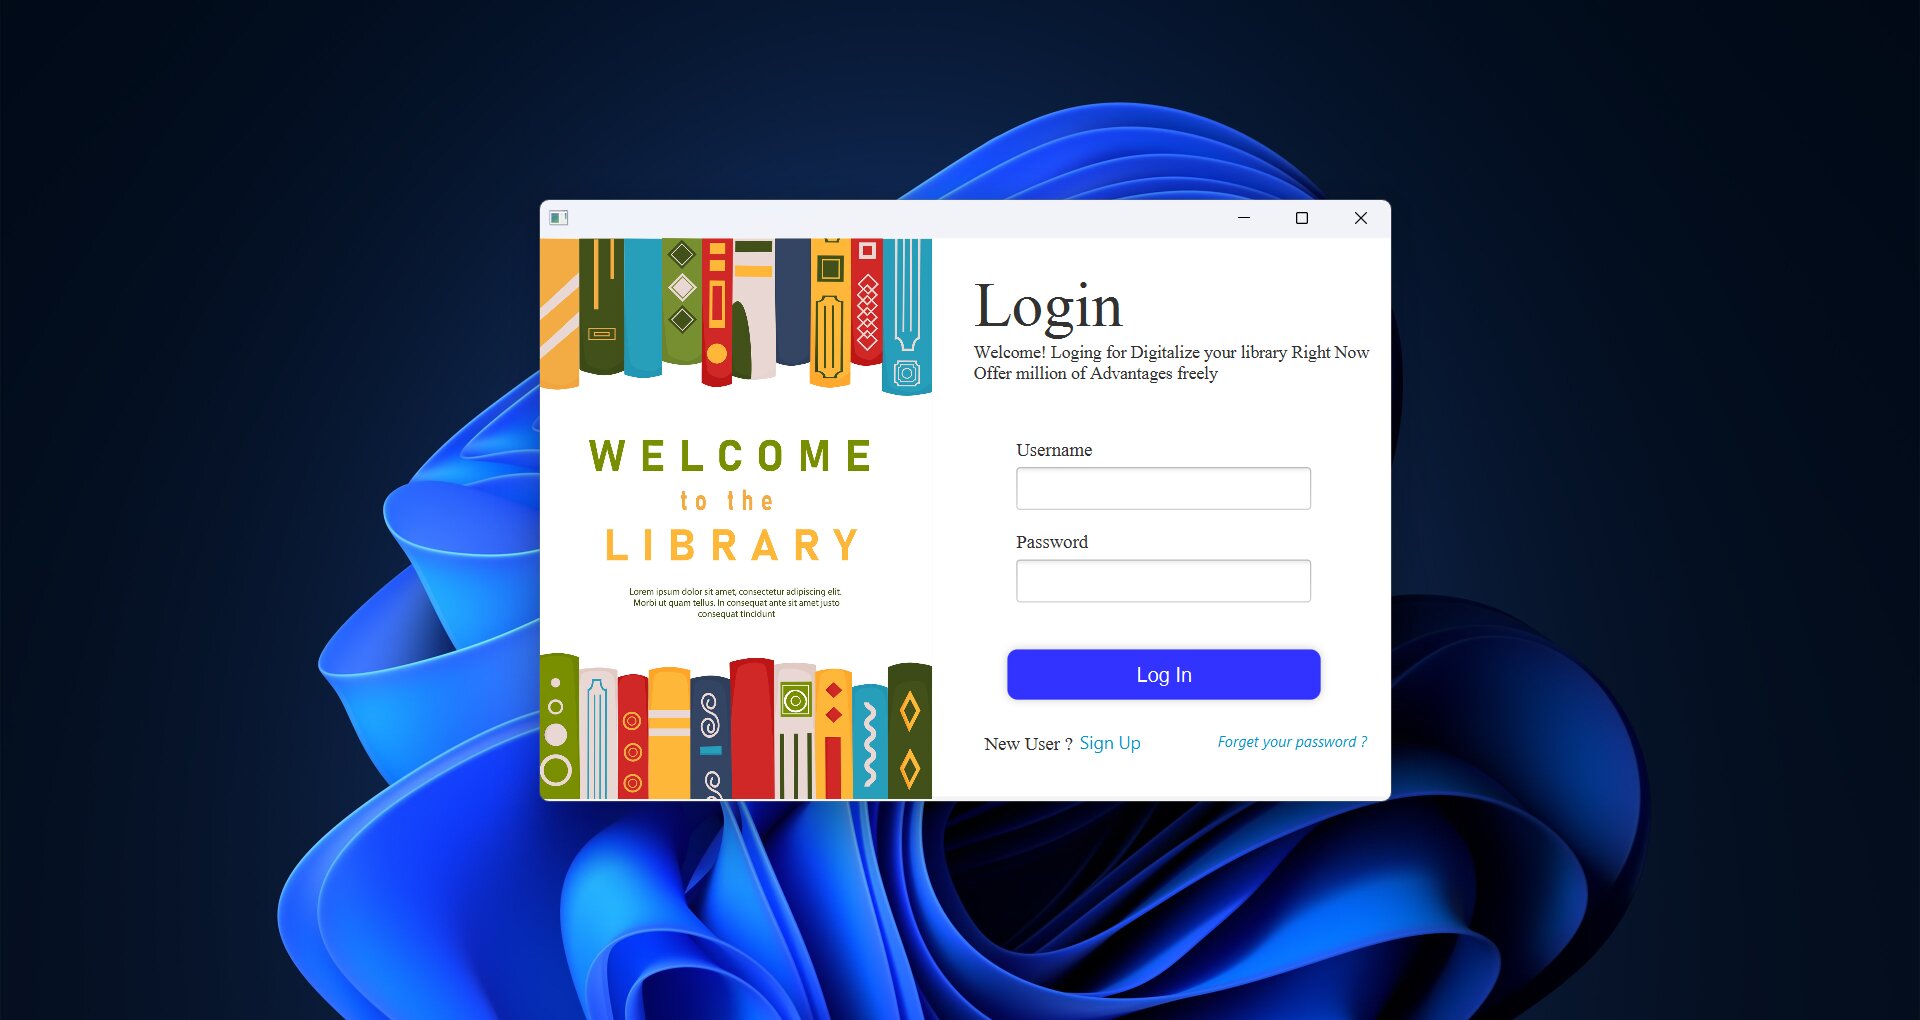 WELCOME
to the
LIBRARY
Lorem ipsum dolor sit amet, consectetur adipiscing elit.
Morbi ut quam tellus. In consequat ante sit amet justo
consequat tincidunt
Login
Welcome! Loging for Digitalize your library Right Now
Offer million of Advantages freely
Username
Password
Log In
New User ? Sign Up
Forget your password ?